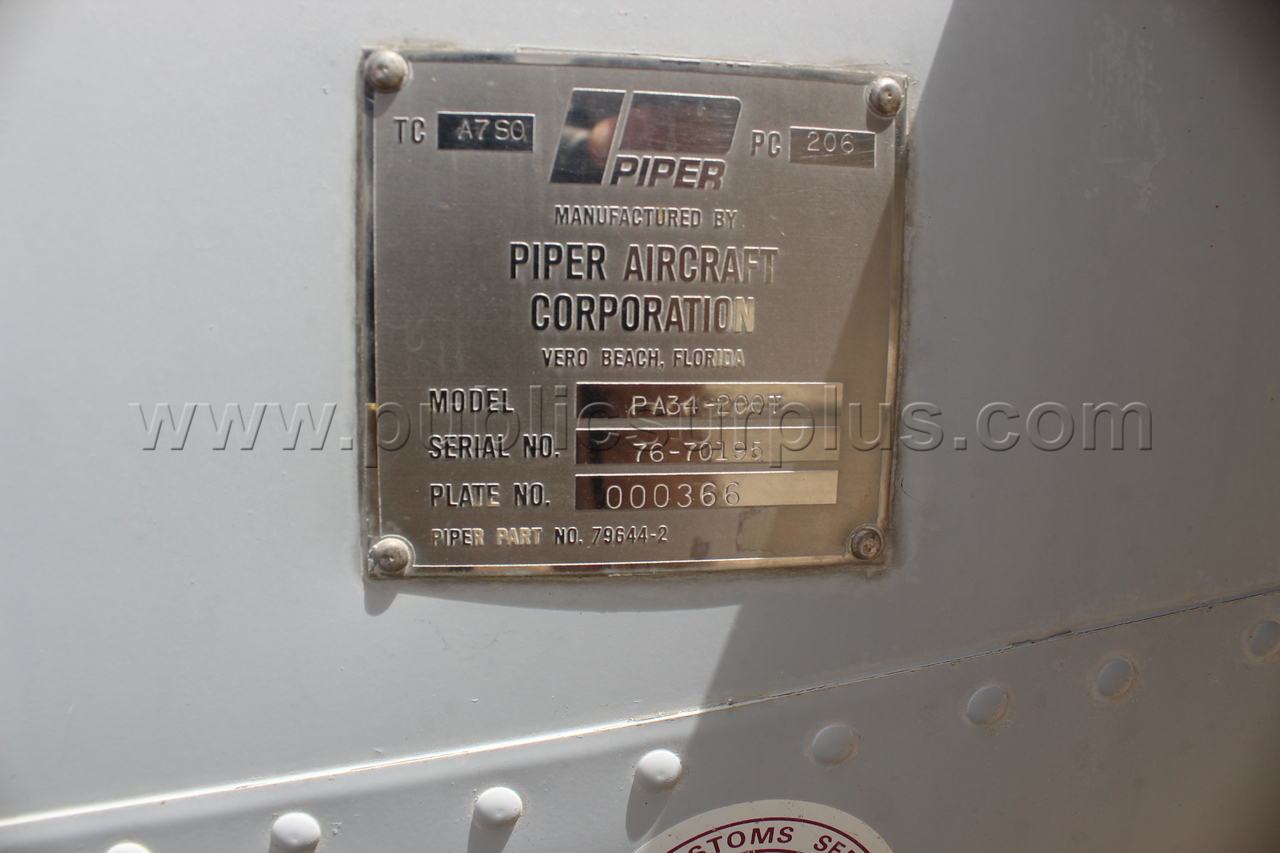 TC A7SO
PIPER
PC 206
MANUFACTURED BY
PIPER AIRCRAFT
CORPORATION
VERO BEACH, FLORIDA
MODEL PA34-200T
www.publicsurplus.com
SERIAL NO. 76-70195
PLATE NO. 000366
PIPER PART NO. 79644-2
STOMS SER